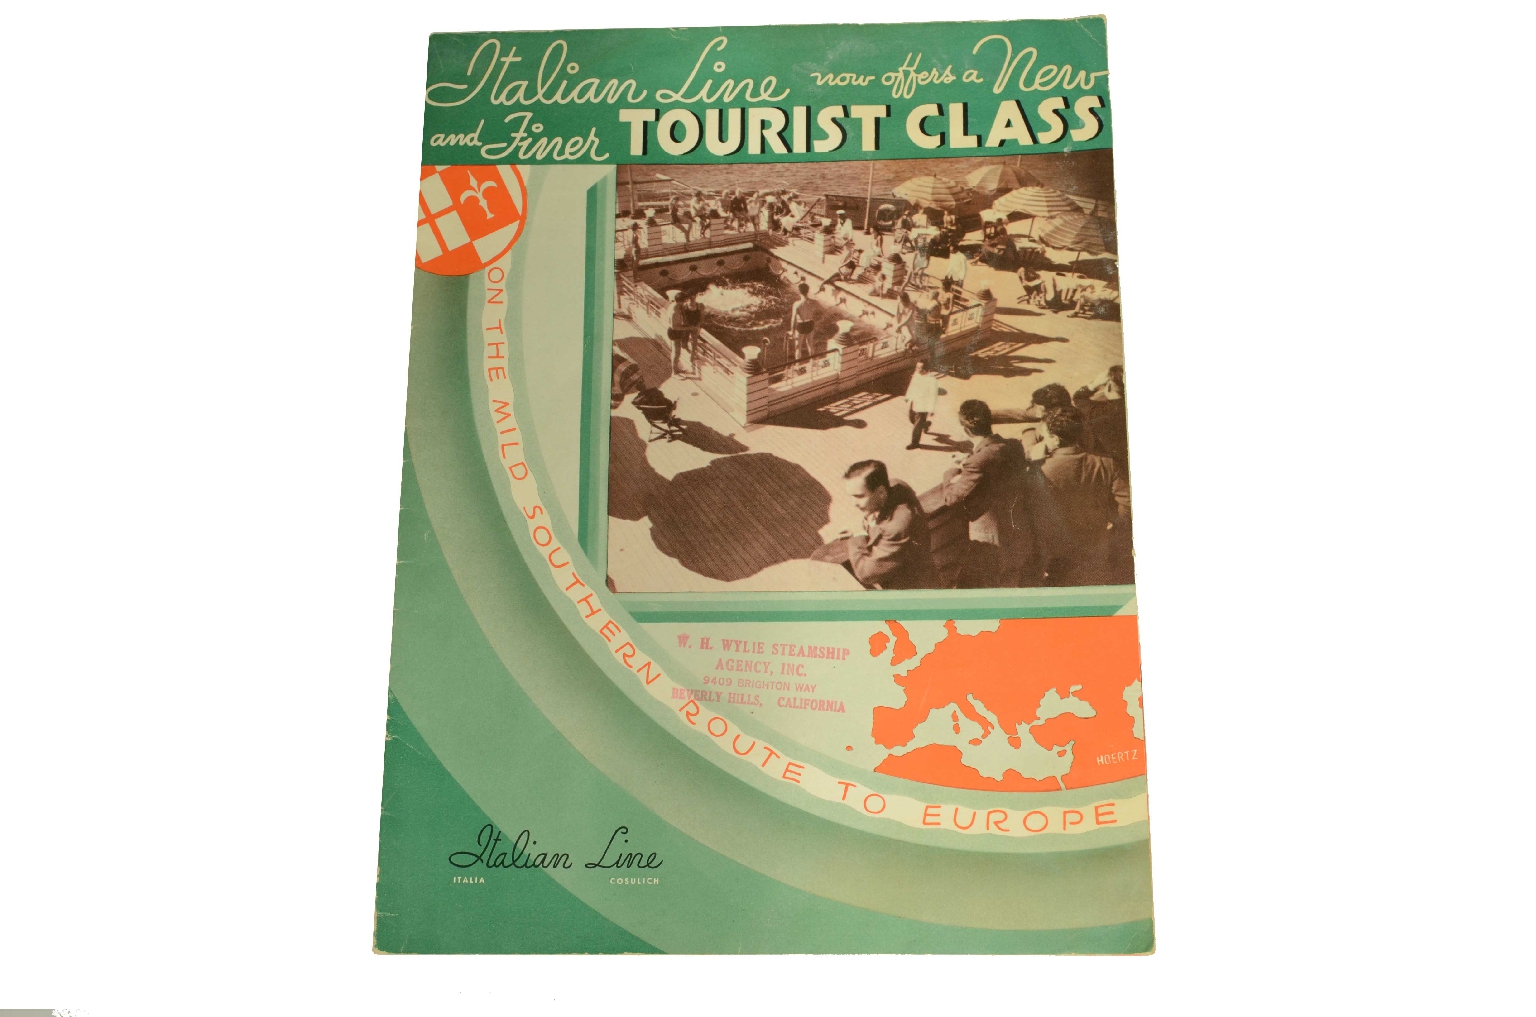 Italian Line now offers a New
and Finer TOURIST CLASS
ON THE MILD SOUTHERN ROUTE TO EUROPE
W. H. WYLIE STEAMSHIP
AGENCY, INC.
9409 BRIGHTON WAY
BEVERLY HILLS, CALIFORNIA
HOERTZ
Italian Line
ITALIA COSULICH